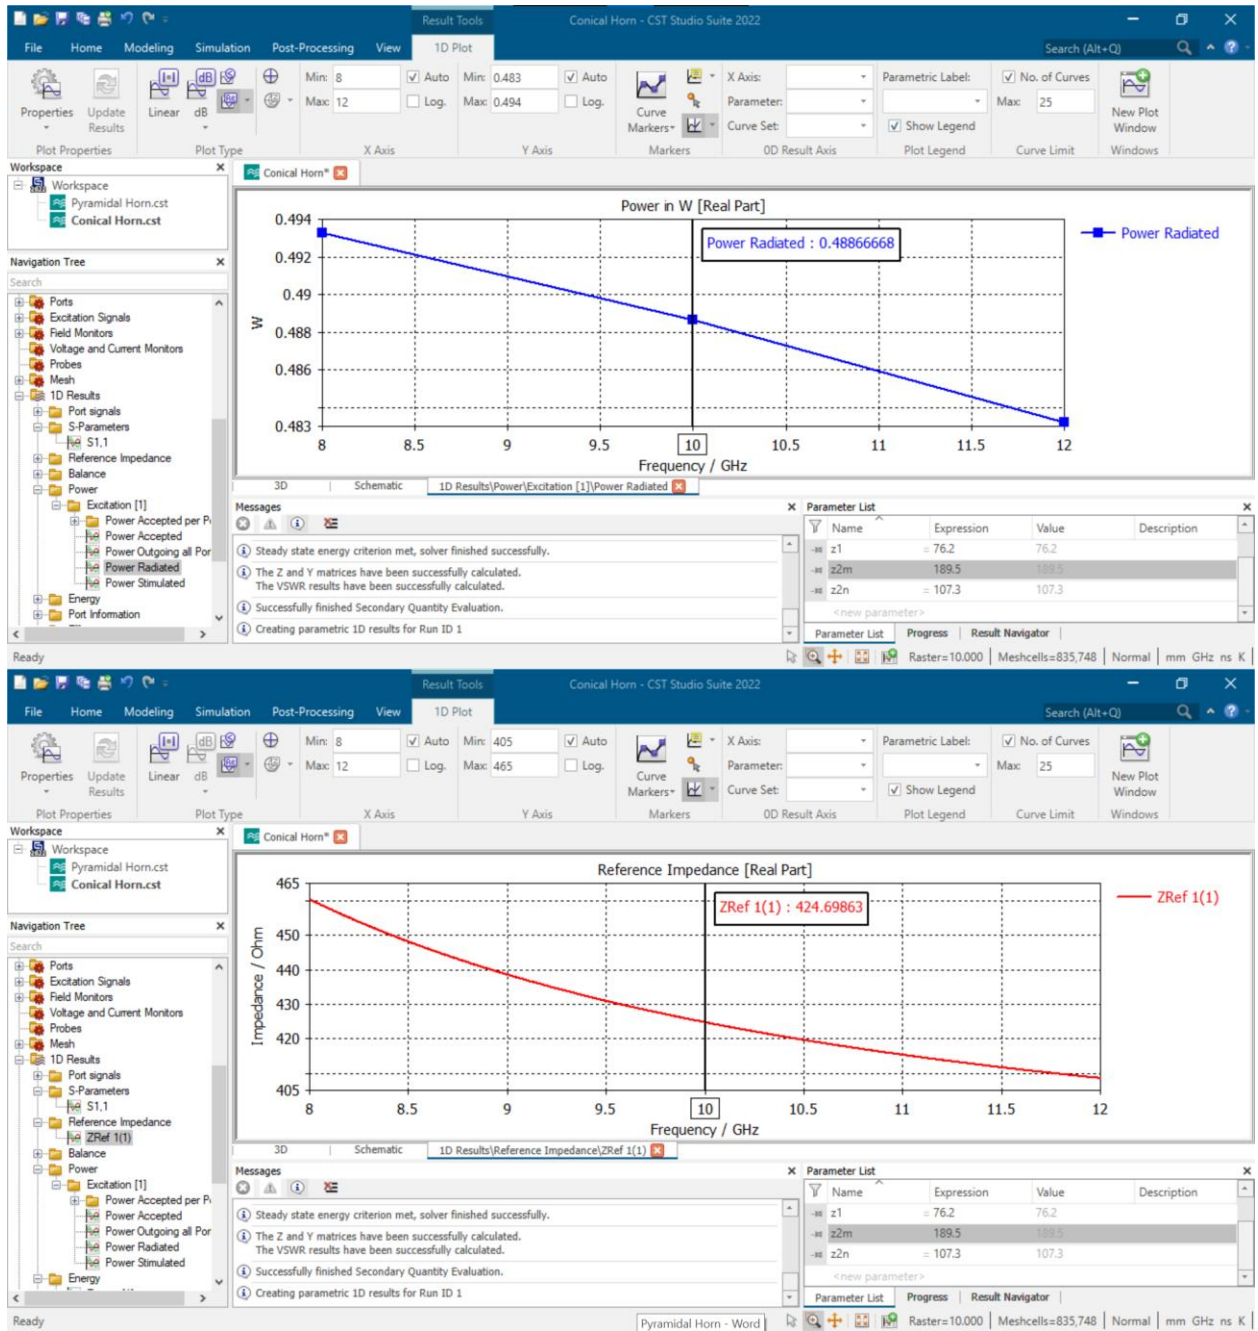 Result Tools Conical Horn - CST Studio Suite 2022
File Home Modeling Simulation Post-Processing View 1D Plot Search (Alt+Q)
Properties Update Results Linear dB
Min: 8 Auto Min: 0.483 Auto
Max: 12 Log. Max: 0.494 Log.
Curve Markers
X Axis: Parametric Label: No. of Curves
Parameter: Max: 25
Curve Set: Show Legend
New Plot Window
Plot Properties Plot Type X Axis Y Axis Markers 0D Result Axis Plot Legend Curve Limit Windows
Workspace
Workspace
Pyramidal Horn.cst
Conical Horn.cst
Navigation Tree
Search
Ports
Excitation Signals
Field Monitors
Voltage and Current Monitors
Probes
Mesh
1D Results
Port signals
S-Parameters
S1,1
Reference Impedance
Balance
Power
Excitation [1]
Power Accepted per P
Power Accepted
Power Outgoing all Por
Power Radiated
Power Stimulated
Energy
Port Information
Conical Horn*
Power in W [Real Part]
Power Radiated : 0.48866668
Power Radiated
W
0.494
0.492
0.49
0.488
0.486
0.483
8 8.5 9 9.5 10 10.5 11 11.5 12
Frequency / GHz
3D Schematic 1D Results\Power\Excitation [1]\Power Radiated
Messages
Steady state energy criterion met, solver finished successfully.
The Z and Y matrices have been successfully calculated.
The VSWR results have been successfully calculated.
Successfully finished Secondary Quantity Evaluation.
Creating parametric 1D results for Run ID 1
Parameter List
Name Expression Value Description
z1 = 76.2 76.2
z2m 189.5 189.5
z2n = 107.3 107.3
<new parameter>
Parameter List Progress Result Navigator
Ready Raster=10.000 Meshcells=835,748 Normal mm GHz ns K
Result Tools Conical Horn - CST Studio Suite 2022
File Home Modeling Simulation Post-Processing View 1D Plot Search (Alt+Q)
Properties Update Results Linear dB
Min: 8 Auto Min: 405 Auto
Max: 12 Log. Max: 465 Log.
Curve Markers
X Axis: Parametric Label: No. of Curves
Parameter: Max: 25
Curve Set: Show Legend
New Plot Window
Plot Properties Plot Type X Axis Y Axis Markers 0D Result Axis Plot Legend Curve Limit Windows
Workspace
Workspace
Pyramidal Horn.cst
Conical Horn.cst
Navigation Tree
Search
Ports
Excitation Signals
Field Monitors
Voltage and Current Monitors
Probes
Mesh
1D Results
Port signals
S-Parameters
S1,1
Reference Impedance
ZRef 1(1)
Balance
Power
Excitation [1]
Power Accepted per P
Power Accepted
Power Outgoing all Por
Power Radiated
Power Stimulated
Energy
Conical Horn*
Reference Impedance [Real Part]
ZRef 1(1) : 424.69863
ZRef 1(1)
Impedance / Ohm
465
450
440
430
420
405
8 8.5 9 9.5 10 10.5 11 11.5 12
Frequency / GHz
3D Schematic 1D Results\Reference Impedance\ZRef 1(1)
Messages
Steady state energy criterion met, solver finished successfully.
The Z and Y matrices have been successfully calculated.
The VSWR results have been successfully calculated.
Successfully finished Secondary Quantity Evaluation.
Creating parametric 1D results for Run ID 1
Parameter List
Name Expression Value Description
z1 = 76.2 76.2
z2m 189.5 189.5
z2n = 107.3 107.3
<new parameter>
Parameter List Progress Result Navigator
Ready Pyramidal Horn - Word Raster=10.000 Meshcells=835,748 Normal mm GHz ns K